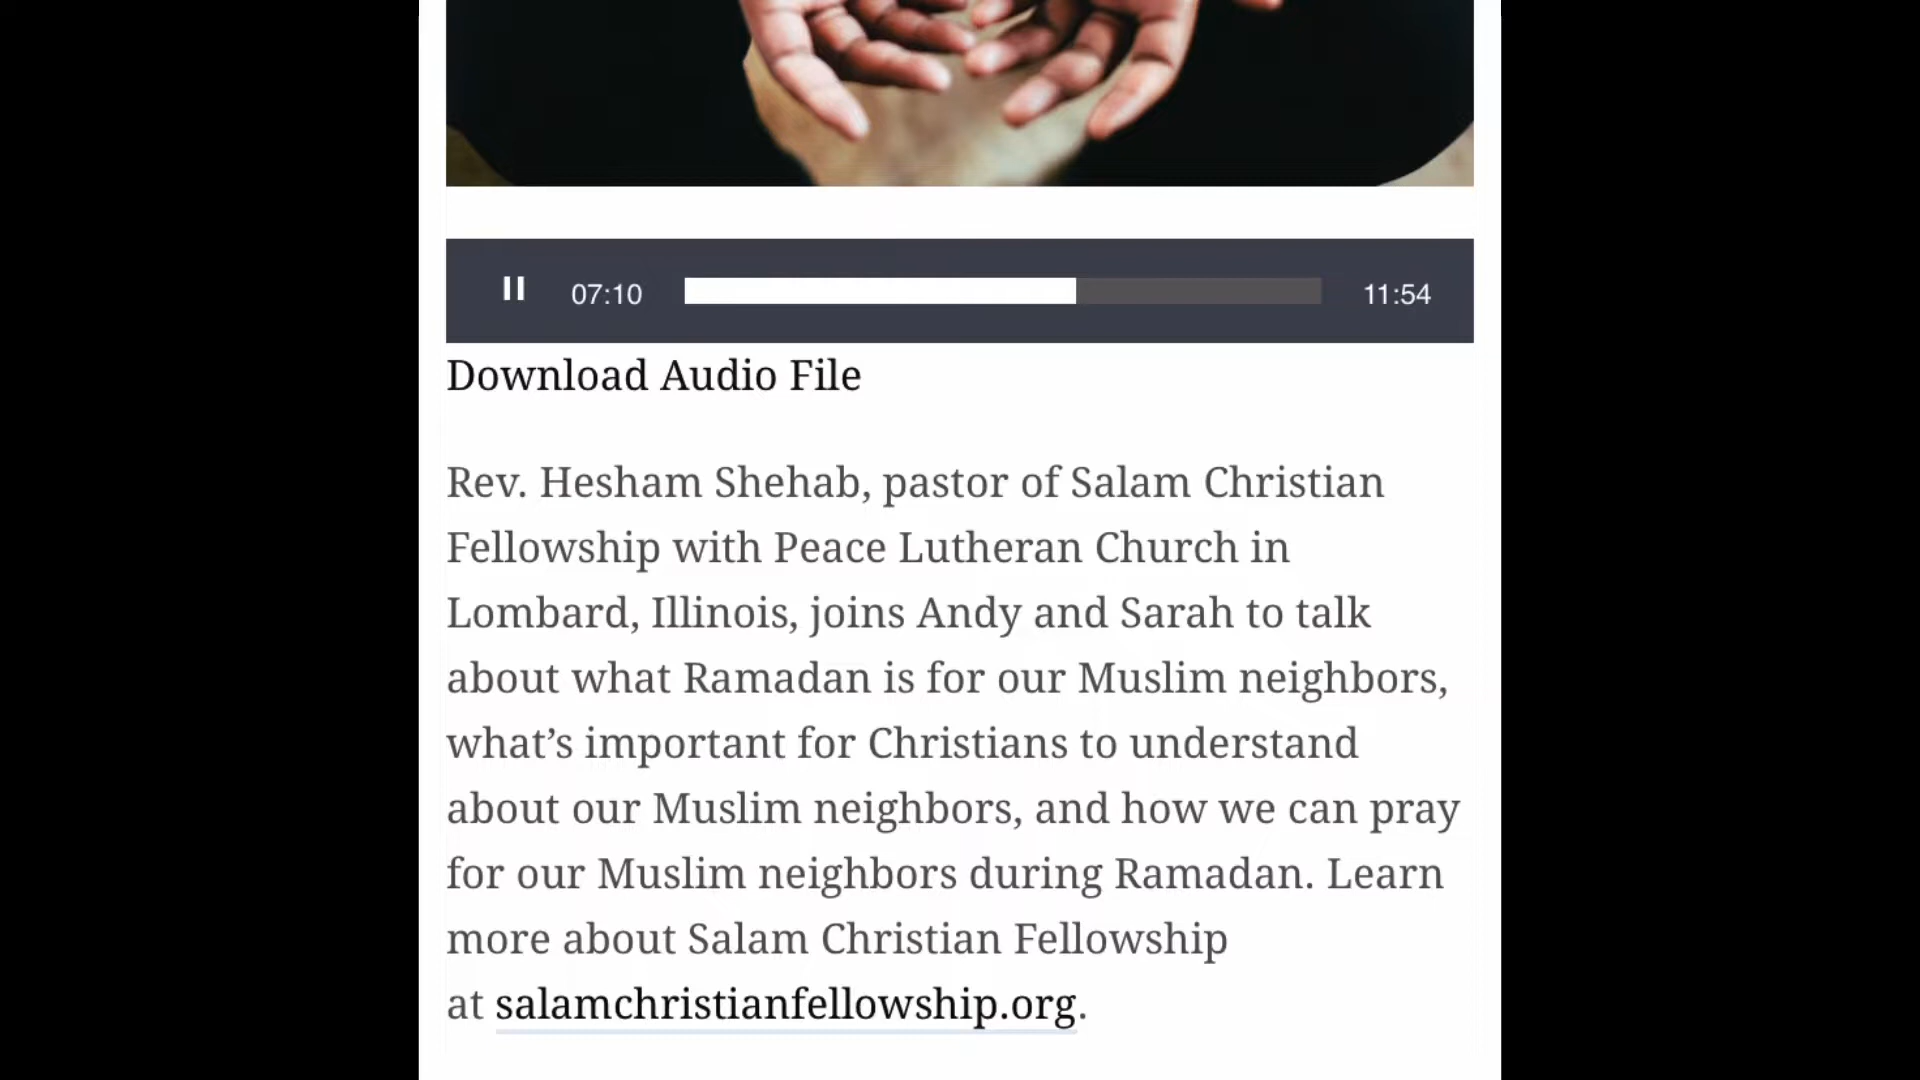 07:10 11:54
Download Audio File
Rev. Hesham Shehab, pastor of Salam Christian
Fellowship with Peace Lutheran Church in
Lombard, Illinois, joins Andy and Sarah to talk
about what Ramadan is for our Muslim neighbors,
what’s important for Christians to understand
about our Muslim neighbors, and how we can pray
for our Muslim neighbors during Ramadan. Learn
more about Salam Christian Fellowship
at salamchristianfellowship.org.